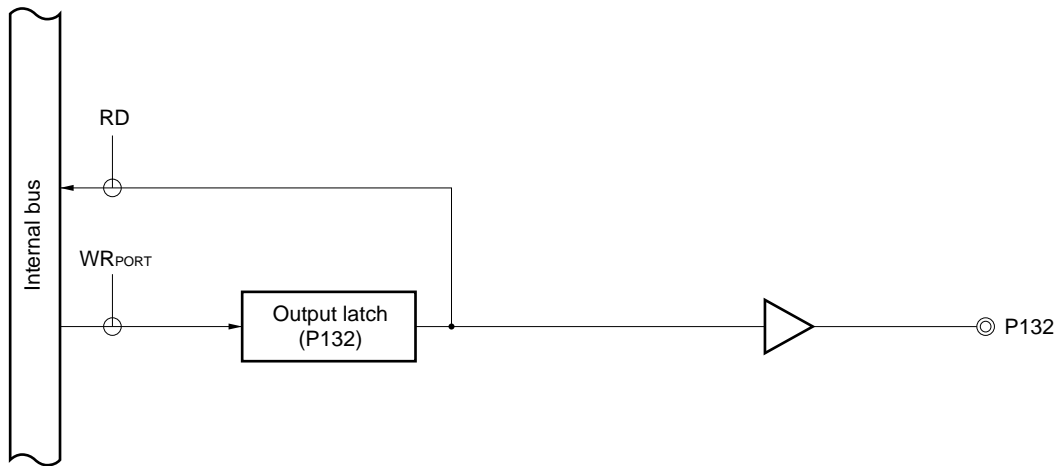 RD
Internal bus
WRPORT
Output latch
(P132)
P132